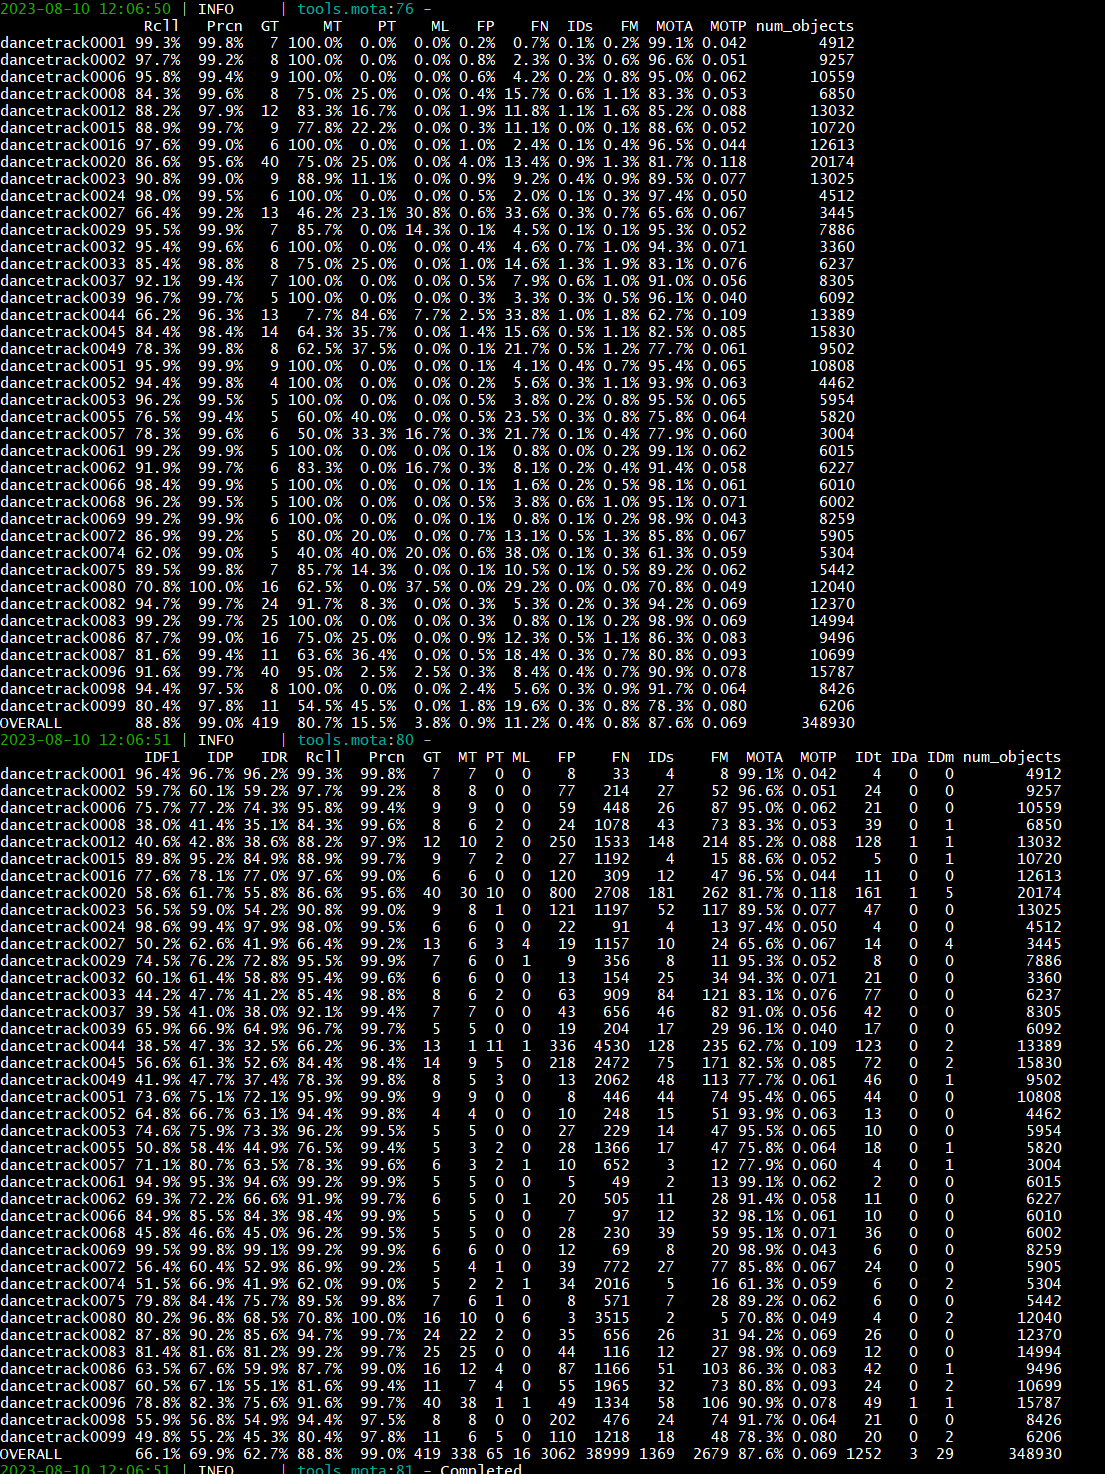 2023-08-10 12:06:50 | INFO     | tools.mota:76 -
Rcll Prcn GT MT PT ML FP FN IDs FM MOTA MOTP num_objects
dancetrack0001 99.3% 99.8% 7 100.0% 0.0% 0.0% 0.2% 0.7% 0.1% 0.2% 99.1% 0.042 4912
dancetrack0002 97.7% 99.2% 8 100.0% 0.0% 0.0% 0.8% 2.3% 0.3% 0.6% 96.6% 0.051 9257
dancetrack0006 95.8% 99.4% 9 100.0% 0.0% 0.0% 0.6% 4.2% 0.2% 0.8% 95.0% 0.062 10559
dancetrack0008 84.3% 99.6% 8 75.0% 25.0% 0.0% 0.4% 15.7% 0.6% 1.1% 83.3% 0.053 6850
dancetrack0012 88.2% 97.9% 12 83.3% 16.7% 0.0% 1.9% 11.8% 1.1% 1.6% 85.2% 0.088 13032
dancetrack0015 88.9% 99.7% 9 77.8% 22.2% 0.0% 0.3% 11.1% 0.0% 0.1% 88.6% 0.052 10720
dancetrack0016 97.6% 99.0% 6 100.0% 0.0% 0.0% 1.0% 2.4% 0.1% 0.4% 96.5% 0.044 12613
dancetrack0020 86.6% 95.6% 40 75.0% 25.0% 0.0% 4.0% 13.4% 0.9% 1.3% 81.7% 0.118 20174
dancetrack0023 90.8% 99.0% 9 88.9% 11.1% 0.0% 0.9% 9.2% 0.4% 0.9% 89.5% 0.077 13025
dancetrack0024 98.0% 99.5% 6 100.0% 0.0% 0.0% 0.5% 2.0% 0.1% 0.3% 97.4% 0.050 4512
dancetrack0027 66.4% 99.2% 13 46.2% 23.1% 30.8% 0.6% 33.6% 0.3% 0.7% 65.6% 0.067 3445
dancetrack0029 95.5% 99.9% 7 85.7% 0.0% 14.3% 0.1% 4.5% 0.1% 0.1% 95.3% 0.052 7886
dancetrack0032 95.4% 99.6% 6 100.0% 0.0% 0.0% 0.4% 4.6% 0.7% 1.0% 94.3% 0.071 3360
dancetrack0033 85.4% 98.8% 8 75.0% 25.0% 0.0% 1.0% 14.6% 1.3% 1.9% 83.1% 0.076 6237
dancetrack0037 92.1% 99.4% 7 100.0% 0.0% 0.0% 0.5% 7.9% 0.6% 1.0% 91.0% 0.056 8305
dancetrack0039 96.7% 99.7% 5 100.0% 0.0% 0.0% 0.3% 3.3% 0.3% 0.5% 96.1% 0.040 6092
dancetrack0044 66.2% 96.3% 13 7.7% 84.6% 7.7% 2.5% 33.8% 1.0% 1.8% 62.7% 0.109 13389
dancetrack0045 84.4% 98.4% 14 64.3% 35.7% 0.0% 1.4% 15.6% 0.5% 1.1% 82.5% 0.085 15830
dancetrack0049 78.3% 99.8% 8 62.5% 37.5% 0.0% 0.1% 21.7% 0.5% 1.2% 77.7% 0.061 9502
dancetrack0051 95.9% 99.9% 9 100.0% 0.0% 0.0% 0.1% 4.1% 0.4% 0.7% 95.4% 0.065 10808
dancetrack0052 94.4% 99.8% 4 100.0% 0.0% 0.0% 0.2% 5.6% 0.3% 1.1% 93.9% 0.063 4462
dancetrack0053 96.2% 99.5% 5 100.0% 0.0% 0.0% 0.5% 3.8% 0.2% 0.8% 95.5% 0.065 5954
dancetrack0055 76.5% 99.4% 5 60.0% 40.0% 0.0% 0.5% 23.5% 0.3% 0.8% 75.8% 0.064 5820
dancetrack0057 78.3% 99.6% 6 50.0% 33.3% 16.7% 0.3% 21.7% 0.1% 0.4% 77.9% 0.060 3004
dancetrack0061 99.2% 99.9% 5 100.0% 0.0% 0.0% 0.1% 0.8% 0.0% 0.2% 99.1% 0.062 6015
dancetrack0062 91.9% 99.7% 6 83.3% 0.0% 16.7% 0.3% 8.1% 0.2% 0.4% 91.4% 0.058 6227
dancetrack0066 98.4% 99.9% 5 100.0% 0.0% 0.0% 0.1% 1.6% 0.2% 0.5% 98.1% 0.061 6010
dancetrack0068 96.2% 99.5% 5 100.0% 0.0% 0.0% 0.5% 3.8% 0.6% 1.0% 95.1% 0.071 6002
dancetrack0069 99.2% 99.9% 6 100.0% 0.0% 0.0% 0.1% 0.8% 0.1% 0.2% 98.9% 0.043 8259
dancetrack0072 86.9% 99.2% 5 80.0% 20.0% 0.0% 0.7% 13.1% 0.5% 1.3% 85.8% 0.067 5905
dancetrack0074 62.0% 99.0% 5 40.0% 40.0% 20.0% 0.6% 38.0% 0.1% 0.3% 61.3% 0.059 5304
dancetrack0075 89.5% 99.8% 7 85.7% 14.3% 0.0% 0.1% 10.5% 0.1% 0.5% 89.2% 0.062 5442
dancetrack0080 70.8% 100.0% 16 62.5% 0.0% 37.5% 0.0% 29.2% 0.0% 0.0% 70.8% 0.049 12040
dancetrack0082 94.7% 99.7% 24 91.7% 8.3% 0.0% 0.3% 5.3% 0.2% 0.3% 94.2% 0.069 12370
dancetrack0083 99.2% 99.7% 25 100.0% 0.0% 0.0% 0.3% 0.8% 0.1% 0.2% 98.9% 0.069 14994
dancetrack0086 87.7% 99.0% 16 75.0% 25.0% 0.0% 0.9% 12.3% 0.5% 1.1% 86.3% 0.083 9496
dancetrack0087 81.6% 99.4% 11 63.6% 36.4% 0.0% 0.5% 18.4% 0.3% 0.7% 80.8% 0.093 10699
dancetrack0096 91.6% 99.7% 40 95.0% 2.5% 2.5% 0.3% 8.4% 0.4% 0.7% 90.9% 0.078 15787
dancetrack0098 94.4% 97.5% 8 100.0% 0.0% 0.0% 2.4% 5.6% 0.3% 0.9% 91.7% 0.064 8426
dancetrack0099 80.4% 97.8% 11 54.5% 45.5% 0.0% 1.8% 19.6% 0.3% 0.8% 78.3% 0.080 6206
OVERALL 88.8% 99.0% 419 80.7% 15.5% 3.8% 0.9% 11.2% 0.4% 0.8% 87.6% 0.069 348930
2023-08-10 12:06:51 | INFO     | tools.mota:80 -
IDF1 IDP IDR Rcll Prcn GT MT PT ML FP FN IDs FM MOTA MOTP IDt IDa IDm num_objects
dancetrack0001 96.4% 96.7% 96.2% 99.3% 99.8% 7 7 0 0 8 33 4 8 99.1% 0.042 4 0 0 4912
dancetrack0002 59.7% 60.1% 59.2% 97.7% 99.2% 8 8 0 0 77 214 27 52 96.6% 0.051 24 0 0 9257
dancetrack0006 75.7% 77.2% 74.3% 95.8% 99.4% 9 9 0 0 59 448 26 87 95.0% 0.062 21 0 0 10559
dancetrack0008 38.0% 41.4% 35.1% 84.3% 99.6% 8 6 2 0 24 1078 43 73 83.3% 0.053 39 0 1 6850
dancetrack0012 40.6% 42.8% 38.6% 88.2% 97.9% 12 10 2 0 250 1533 148 214 85.2% 0.088 128 1 1 13032
dancetrack0015 89.8% 95.2% 84.9% 88.9% 99.7% 9 7 2 0 27 1192 4 15 88.6% 0.052 5 0 1 10720
dancetrack0016 77.6% 78.1% 77.0% 97.6% 99.0% 6 6 0 0 120 309 12 47 96.5% 0.044 11 0 0 12613
dancetrack0020 58.6% 61.7% 55.8% 86.6% 95.6% 40 30 10 0 800 2708 181 262 81.7% 0.118 161 1 5 20174
dancetrack0023 56.5% 59.0% 54.2% 90.8% 99.0% 9 8 1 0 121 1197 52 117 89.5% 0.077 47 0 0 13025
dancetrack0024 98.6% 99.4% 97.9% 98.0% 99.5% 6 6 0 0 22 91 4 13 97.4% 0.050 4 0 0 4512
dancetrack0027 50.2% 62.6% 41.9% 66.4% 99.2% 13 6 3 4 19 1157 10 24 65.6% 0.067 14 0 4 3445
dancetrack0029 74.5% 76.2% 72.8% 95.5% 99.9% 7 6 0 1 9 356 8 11 95.3% 0.052 8 0 0 7886
dancetrack0032 60.1% 61.4% 58.8% 95.4% 99.6% 6 6 0 0 13 154 25 34 94.3% 0.071 21 0 0 3360
dancetrack0033 44.2% 47.7% 41.2% 85.4% 98.8% 8 6 2 0 63 909 84 121 83.1% 0.076 77 0 0 6237
dancetrack0037 39.5% 41.0% 38.0% 92.1% 99.4% 7 7 0 0 43 656 46 82 91.0% 0.056 42 0 0 8305
dancetrack0039 65.9% 66.9% 64.9% 96.7% 99.7% 5 5 0 0 19 204 17 29 96.1% 0.040 17 0 0 6092
dancetrack0044 38.5% 47.3% 32.5% 66.2% 96.3% 13 1 11 1 336 4530 128 235 62.7% 0.109 123 0 2 13389
dancetrack0045 56.6% 61.3% 52.6% 84.4% 98.4% 14 9 5 0 218 2472 75 171 82.5% 0.085 72 0 2 15830
dancetrack0049 41.9% 47.7% 37.4% 78.3% 99.8% 8 5 3 0 13 2062 48 113 77.7% 0.061 46 0 1 9502
dancetrack0051 73.6% 75.1% 72.1% 95.9% 99.9% 9 9 0 0 8 446 44 74 95.4% 0.065 44 0 0 10808
dancetrack0052 64.8% 66.7% 63.1% 94.4% 99.8% 4 4 0 0 10 248 15 51 93.9% 0.063 13 0 0 4462
dancetrack0053 74.6% 75.9% 73.3% 96.2% 99.5% 5 5 0 0 27 229 14 47 95.5% 0.065 10 0 0 5954
dancetrack0055 50.8% 58.4% 44.9% 76.5% 99.4% 5 3 2 0 28 1366 17 47 75.8% 0.064 18 0 1 5820
dancetrack0057 71.1% 80.7% 63.5% 78.3% 99.6% 6 3 2 1 10 652 3 12 77.9% 0.060 4 0 1 3004
dancetrack0061 94.9% 95.3% 94.6% 99.2% 99.9% 5 5 0 0 5 49 2 13 99.1% 0.062 2 0 0 6015
dancetrack0062 69.3% 72.2% 66.6% 91.9% 99.7% 6 5 0 1 20 505 11 28 91.4% 0.058 11 0 0 6227
dancetrack0066 84.9% 85.5% 84.3% 98.4% 99.9% 5 5 0 0 7 97 12 32 98.1% 0.061 10 0 0 6010
dancetrack0068 45.8% 46.6% 45.0% 96.2% 99.5% 5 5 0 0 28 230 39 59 95.1% 0.071 36 0 0 6002
dancetrack0069 99.5% 99.8% 99.1% 99.2% 99.9% 6 6 0 0 12 69 8 20 98.9% 0.043 6 0 0 8259
dancetrack0072 56.4% 60.4% 52.9% 86.9% 99.2% 5 4 1 0 39 772 27 77 85.8% 0.067 24 0 0 5905
dancetrack0074 51.5% 66.9% 41.9% 62.0% 99.0% 5 2 2 1 34 2016 5 16 61.3% 0.059 6 0 2 5304
dancetrack0075 79.8% 84.4% 75.7% 89.5% 99.8% 7 6 1 0 8 571 7 28 89.2% 0.062 6 0 0 5442
dancetrack0080 80.2% 96.8% 68.5% 70.8% 100.0% 16 10 0 6 3 3515 2 5 70.8% 0.049 4 0 2 12040
dancetrack0082 87.8% 90.2% 85.6% 94.7% 99.7% 24 22 2 0 35 656 26 31 94.2% 0.069 26 0 0 12370
dancetrack0083 81.4% 81.6% 81.2% 99.2% 99.7% 25 25 0 0 44 116 12 27 98.9% 0.069 12 0 0 14994
dancetrack0086 63.5% 67.6% 59.9% 87.7% 99.0% 16 12 4 0 87 1166 51 103 86.3% 0.083 42 0 1 9496
dancetrack0087 60.5% 67.1% 55.1% 81.6% 99.4% 11 7 4 0 55 1965 32 73 80.8% 0.093 24 0 2 10699
dancetrack0096 78.8% 82.3% 75.6% 91.6% 99.7% 40 38 1 1 49 1334 58 106 90.9% 0.078 49 1 1 15787
dancetrack0098 55.9% 56.8% 54.9% 94.4% 97.5% 8 8 0 0 202 476 24 74 91.7% 0.064 21 0 0 8426
dancetrack0099 49.8% 55.2% 45.3% 80.4% 97.8% 11 6 5 0 110 1218 18 48 78.3% 0.080 20 0 2 6206
OVERALL 66.1% 69.9% 62.7% 88.8% 99.0% 419 338 65 16 3062 38999 1369 2679 87.6% 0.069 1252 3 29 348930
2023-08-10 12:06:51 | INFO     | tools.mota:81 - Completed